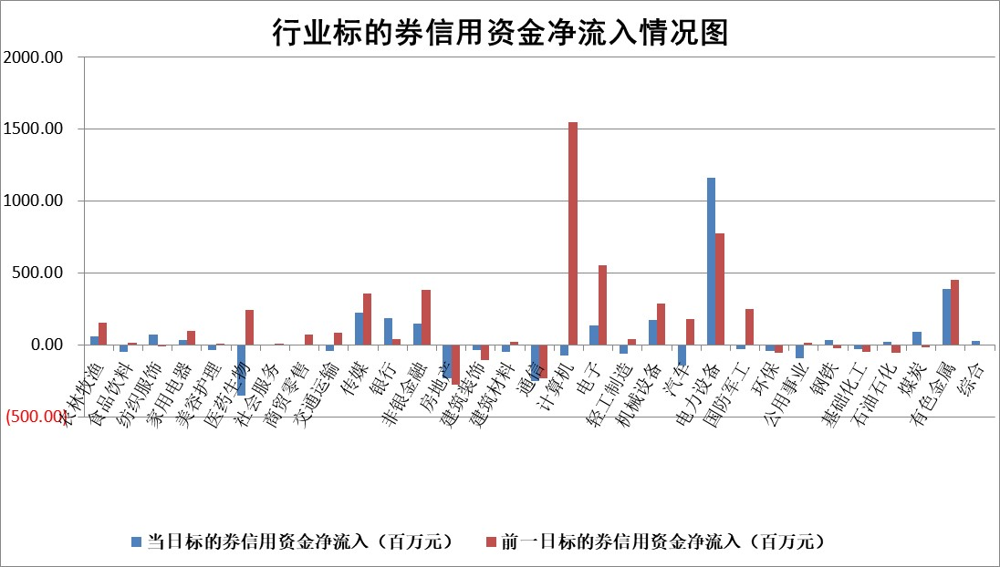 行业标的券信用资金净流入情况图
2000.00
1500.00
1000.00
500.00
0.00
(500.00)
农林牧渔
食品饮料
纺织服饰
家用电器
美容护理
医药生物
社会服务
商贸零售
交通运输
传媒
银行
非银金融
房地产
建筑装饰
建筑材料
通信
计算机
电子
轻工制造
机械设备
汽车
电力设备
国防军工
环保
公用事业
钢铁
基础化工
石油石化
煤炭
有色金属
综合
当日标的券信用资金净流入（百万元）
前一日标的券信用资金净流入（百万元）